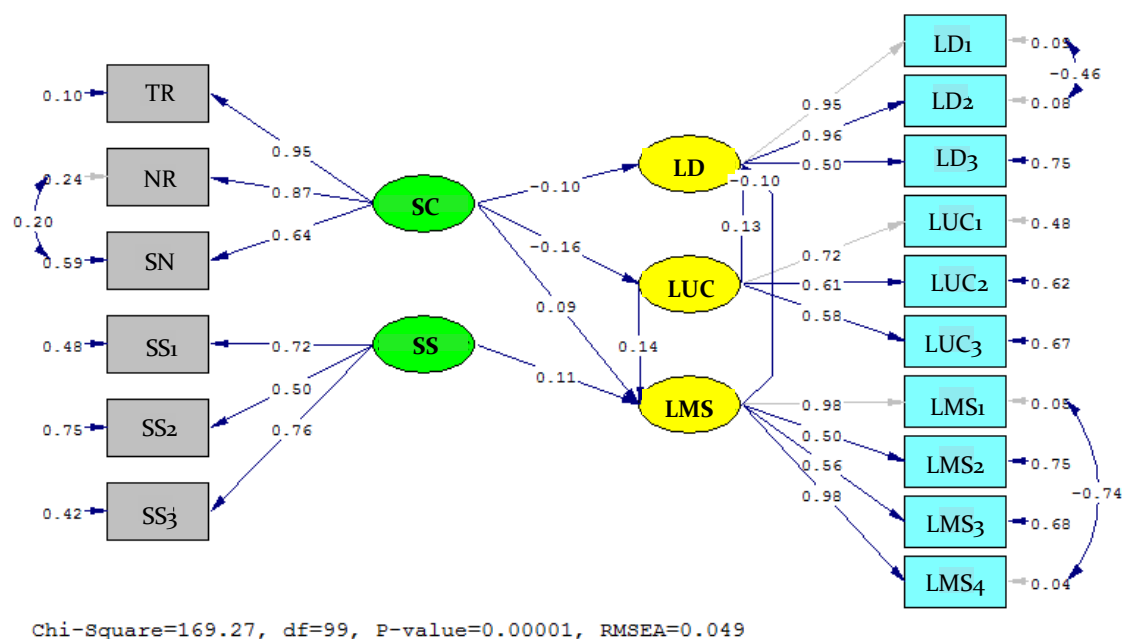 LD1
0.09
-0.46
TR
0.10
0.95
LD2
0.08
0.95
0.96
LD
LD3
0.75
0.50
NR
0.24
0.87
SC
-0.10
-0.10
0.20
0.64
SN
0.59
-0.16
0.13
LUC1
0.48
0.72
LUC
LUC2
0.62
0.61
0.09
0.58
SS1
0.48
0.72
SS
LUC3
0.67
0.14
0.50
0.11
LMS
LMS1
0.05
0.98
SS2
0.75
0.76
0.50
LMS2
0.75
0.56
-0.74
0.98
SS3
0.42
LMS3
0.68
LMS4
0.04
Chi-Square=169.27, df=99, P-value=0.00001, RMSEA=0.049